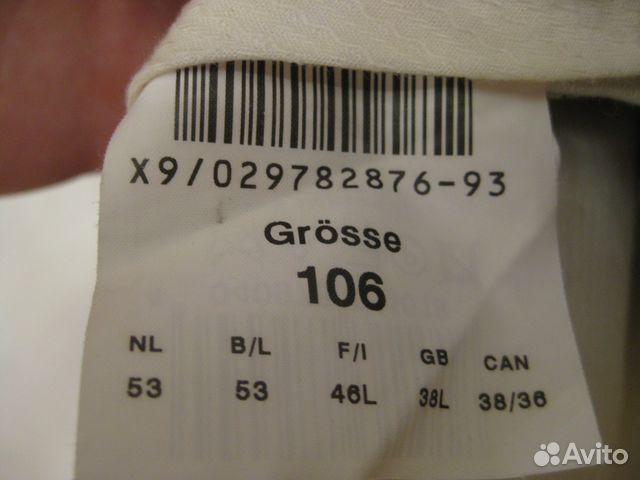 X9/029782876-93
Grösse
106
NL B/L F/I GB CAN
53 53 46L 38L 38/36
Avito